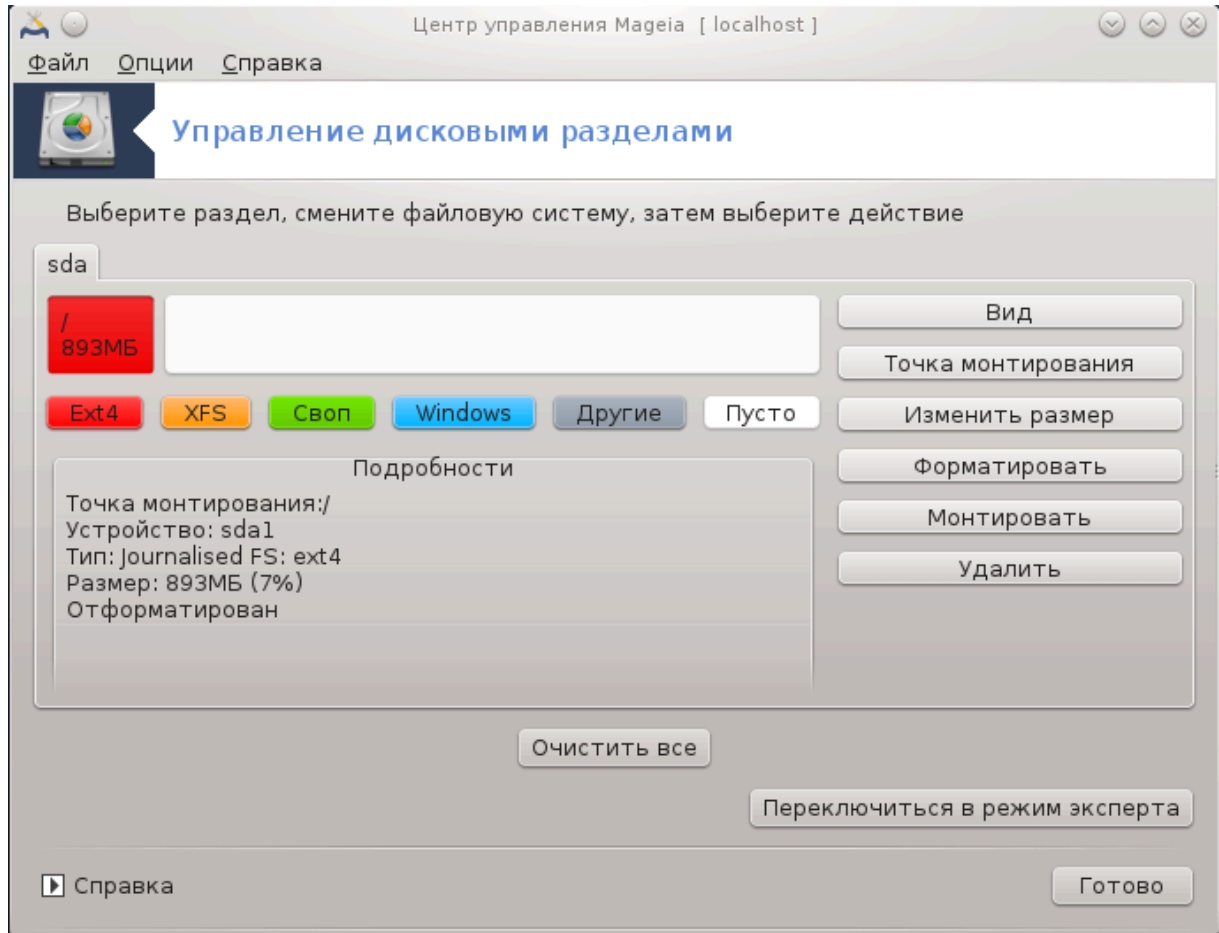 Центр управления Mageia [ localhost ]
Файл Опции Справка
Управление дисковыми разделами
Выберите раздел, смените файловую систему, затем выберите действие
sda
/
893МБ
Ext4 XFS Своп Windows Другие Пусто
Подробности
Точка монтирования:/
Устройство: sda1
Тип: Journalised FS: ext4
Размер: 893МБ (7%)
Отформатирован
Вид
Точка монтирования
Изменить размер
Форматировать
Монтировать
Удалить
Очистить все
Переключиться в режим эксперта
Справка
Готово